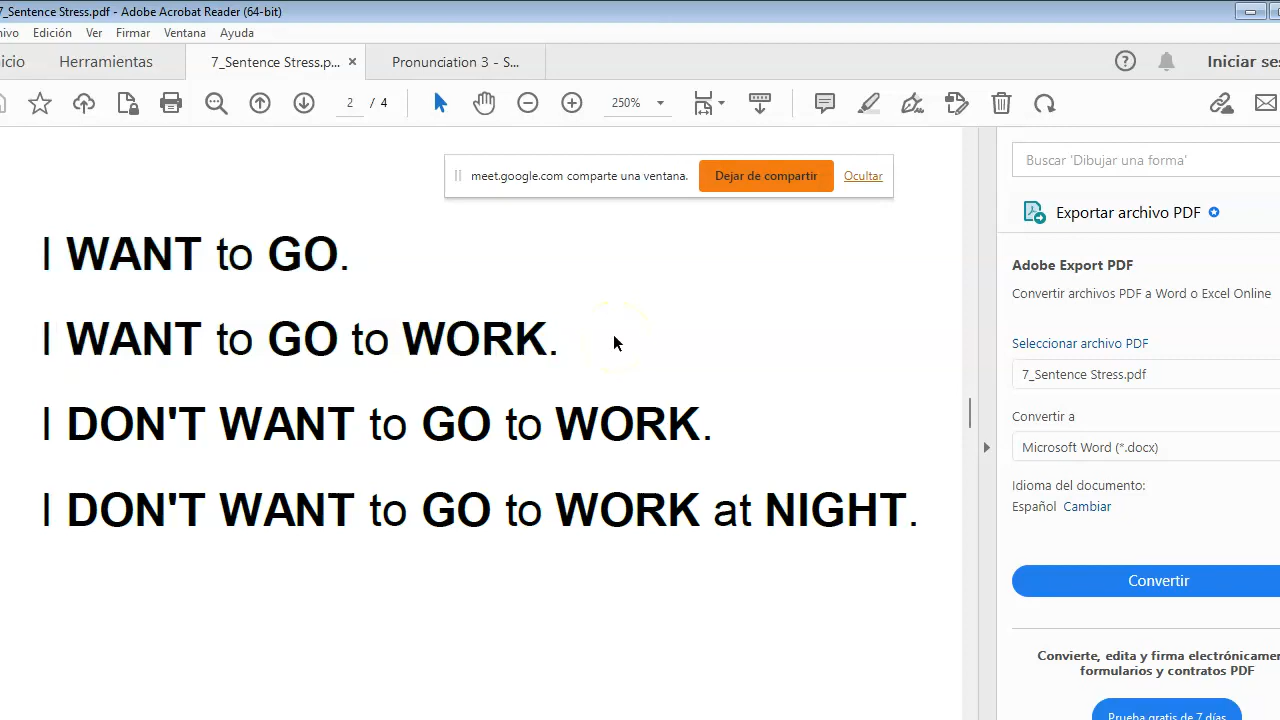 7_Sentence Stress.pdf - Adobe Acrobat Reader (64-bit)
Edición Ver Firmar Ventana Ayuda
Herramientas 7_Sentence Stress.p... × Pronunciation 3 - S... ? Iniciar
2 / 4 250%
meet.google.com comparte una ventana. Dejar de compartir Ocultar
Buscar 'Dibujar una forma'
Exportar archivo PDF
Adobe Export PDF
Convertir archivos PDF a Word o Excel Online
Seleccionar archivo PDF
7_Sentence Stress.pdf
Convertir a
Microsoft Word (*.docx)
Idioma del documento:
Español Cambiar
Convertir
Convierte, edita y firma
formularios y contratos PDF
Prueba gratis de 7 días
I WANT to GO.
I WANT to GO to WORK.
I DON'T WANT to GO to WORK.
I DON'T WANT to GO to WORK at NIGHT.